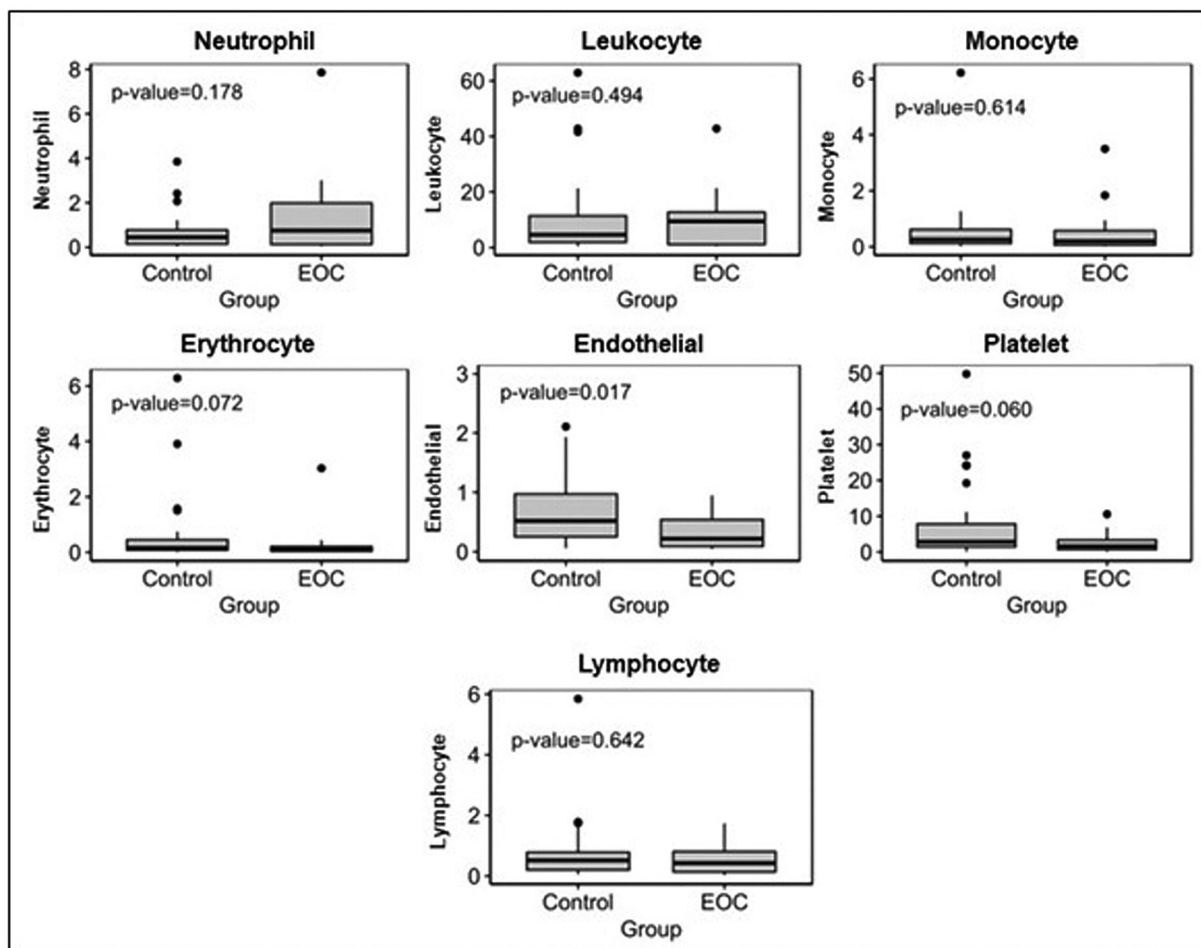 Neutrophil
8
6
4
2
0
Neutrophil
p-value=0.178
Control EOC
Group
Leukocyte
60
40
20
0
Leukocyte
p-value=0.494
Control EOC
Group
Monocyte
6
4
2
0
Monocyte
p-value=0.614
Control EOC
Group
Erythrocyte
6
4
2
0
Erythrocyte
p-value=0.072
Control EOC
Group
Endothelial
3
2
1
0
Endothelial
p-value=0.017
Control EOC
Group
Platelet
50
40
30
20
10
0
Platelet
p-value=0.060
Control EOC
Group
Lymphocyte
6
4
2
0
Lymphocyte
p-value=0.642
Control EOC
Group